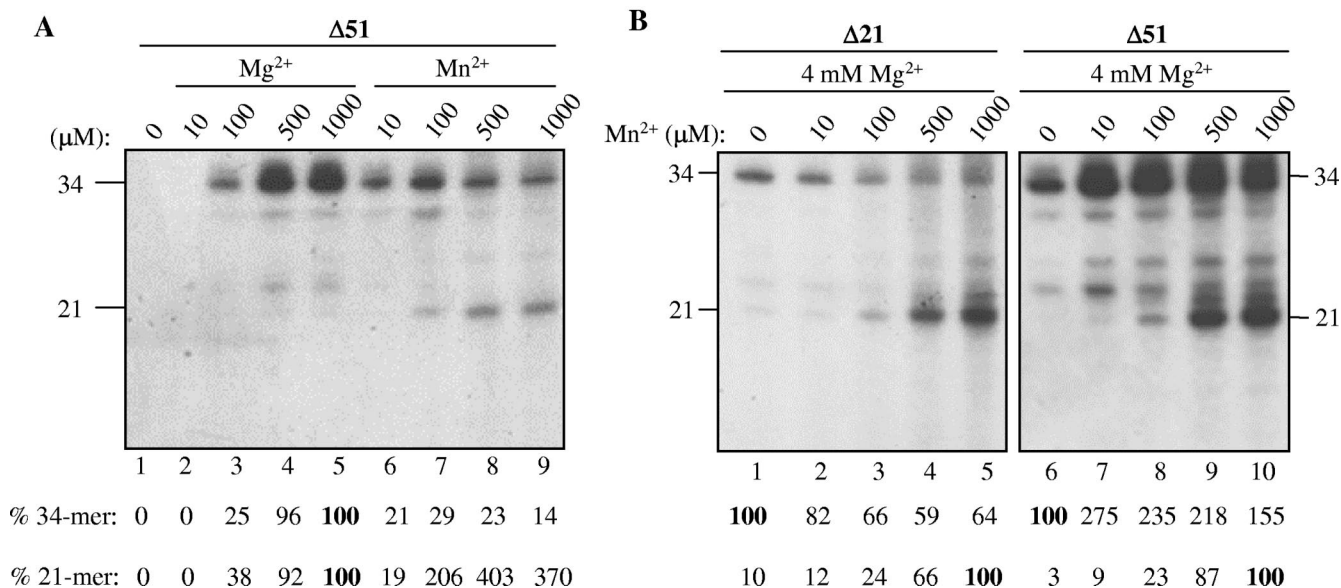 A
Δ51
Mg²⁺ Mn²⁺
(µM): 0 10 100 500 1000 10 100 500 1000
34
21
1 2 3 4 5 6 7 8 9
% 34-mer: 0 0 25 96 100 21 29 23 14
% 21-mer: 0 0 38 92 100 19 206 403 370
B
Δ21 Δ51
4 mM Mg²⁺ 4 mM Mg²⁺
Mn²⁺ (µM): 0 10 100 500 1000 0 10 100 500 1000
34 34
21 21
1 2 3 4 5 6 7 8 9 10
100 82 66 59 64 100 275 235 218 155
10 12 24 66 100 3 9 23 87 100